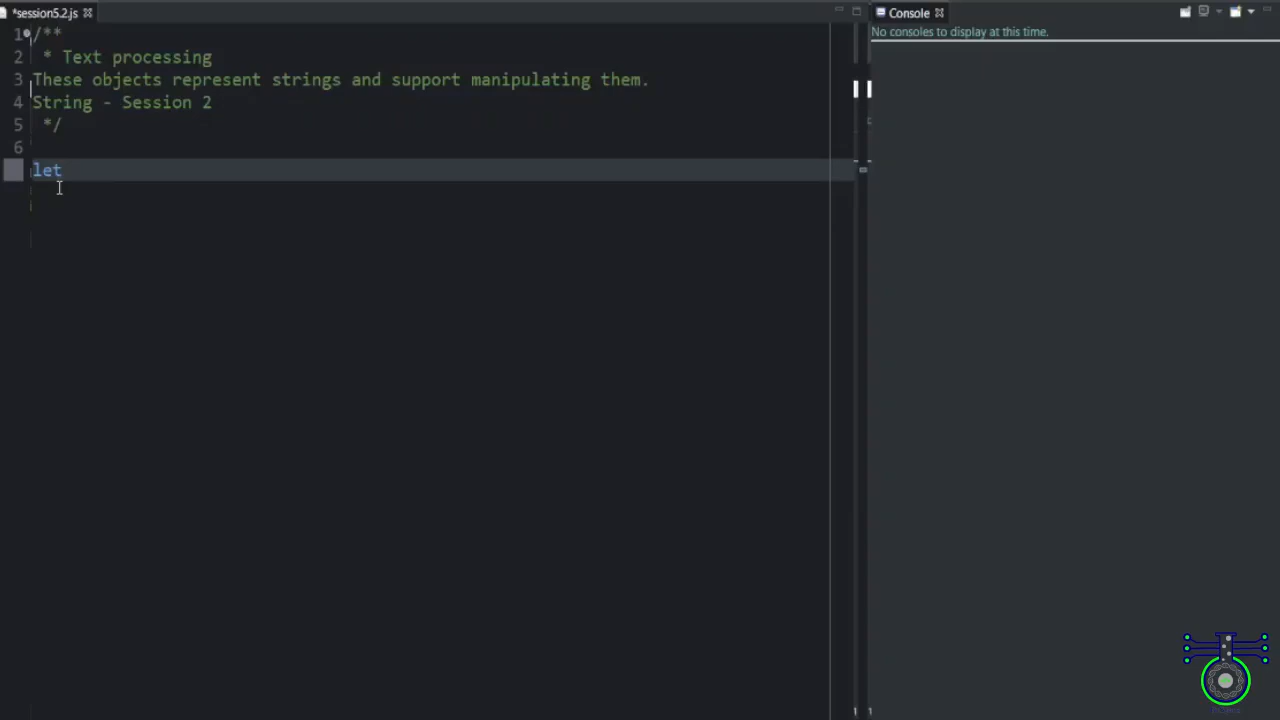 *session5.2.js
Console
No consoles to display at this time.
1 /**
2 * Text processing
3 These objects represent strings and support manipulating them.
4 String - Session 2
5 */
6
let